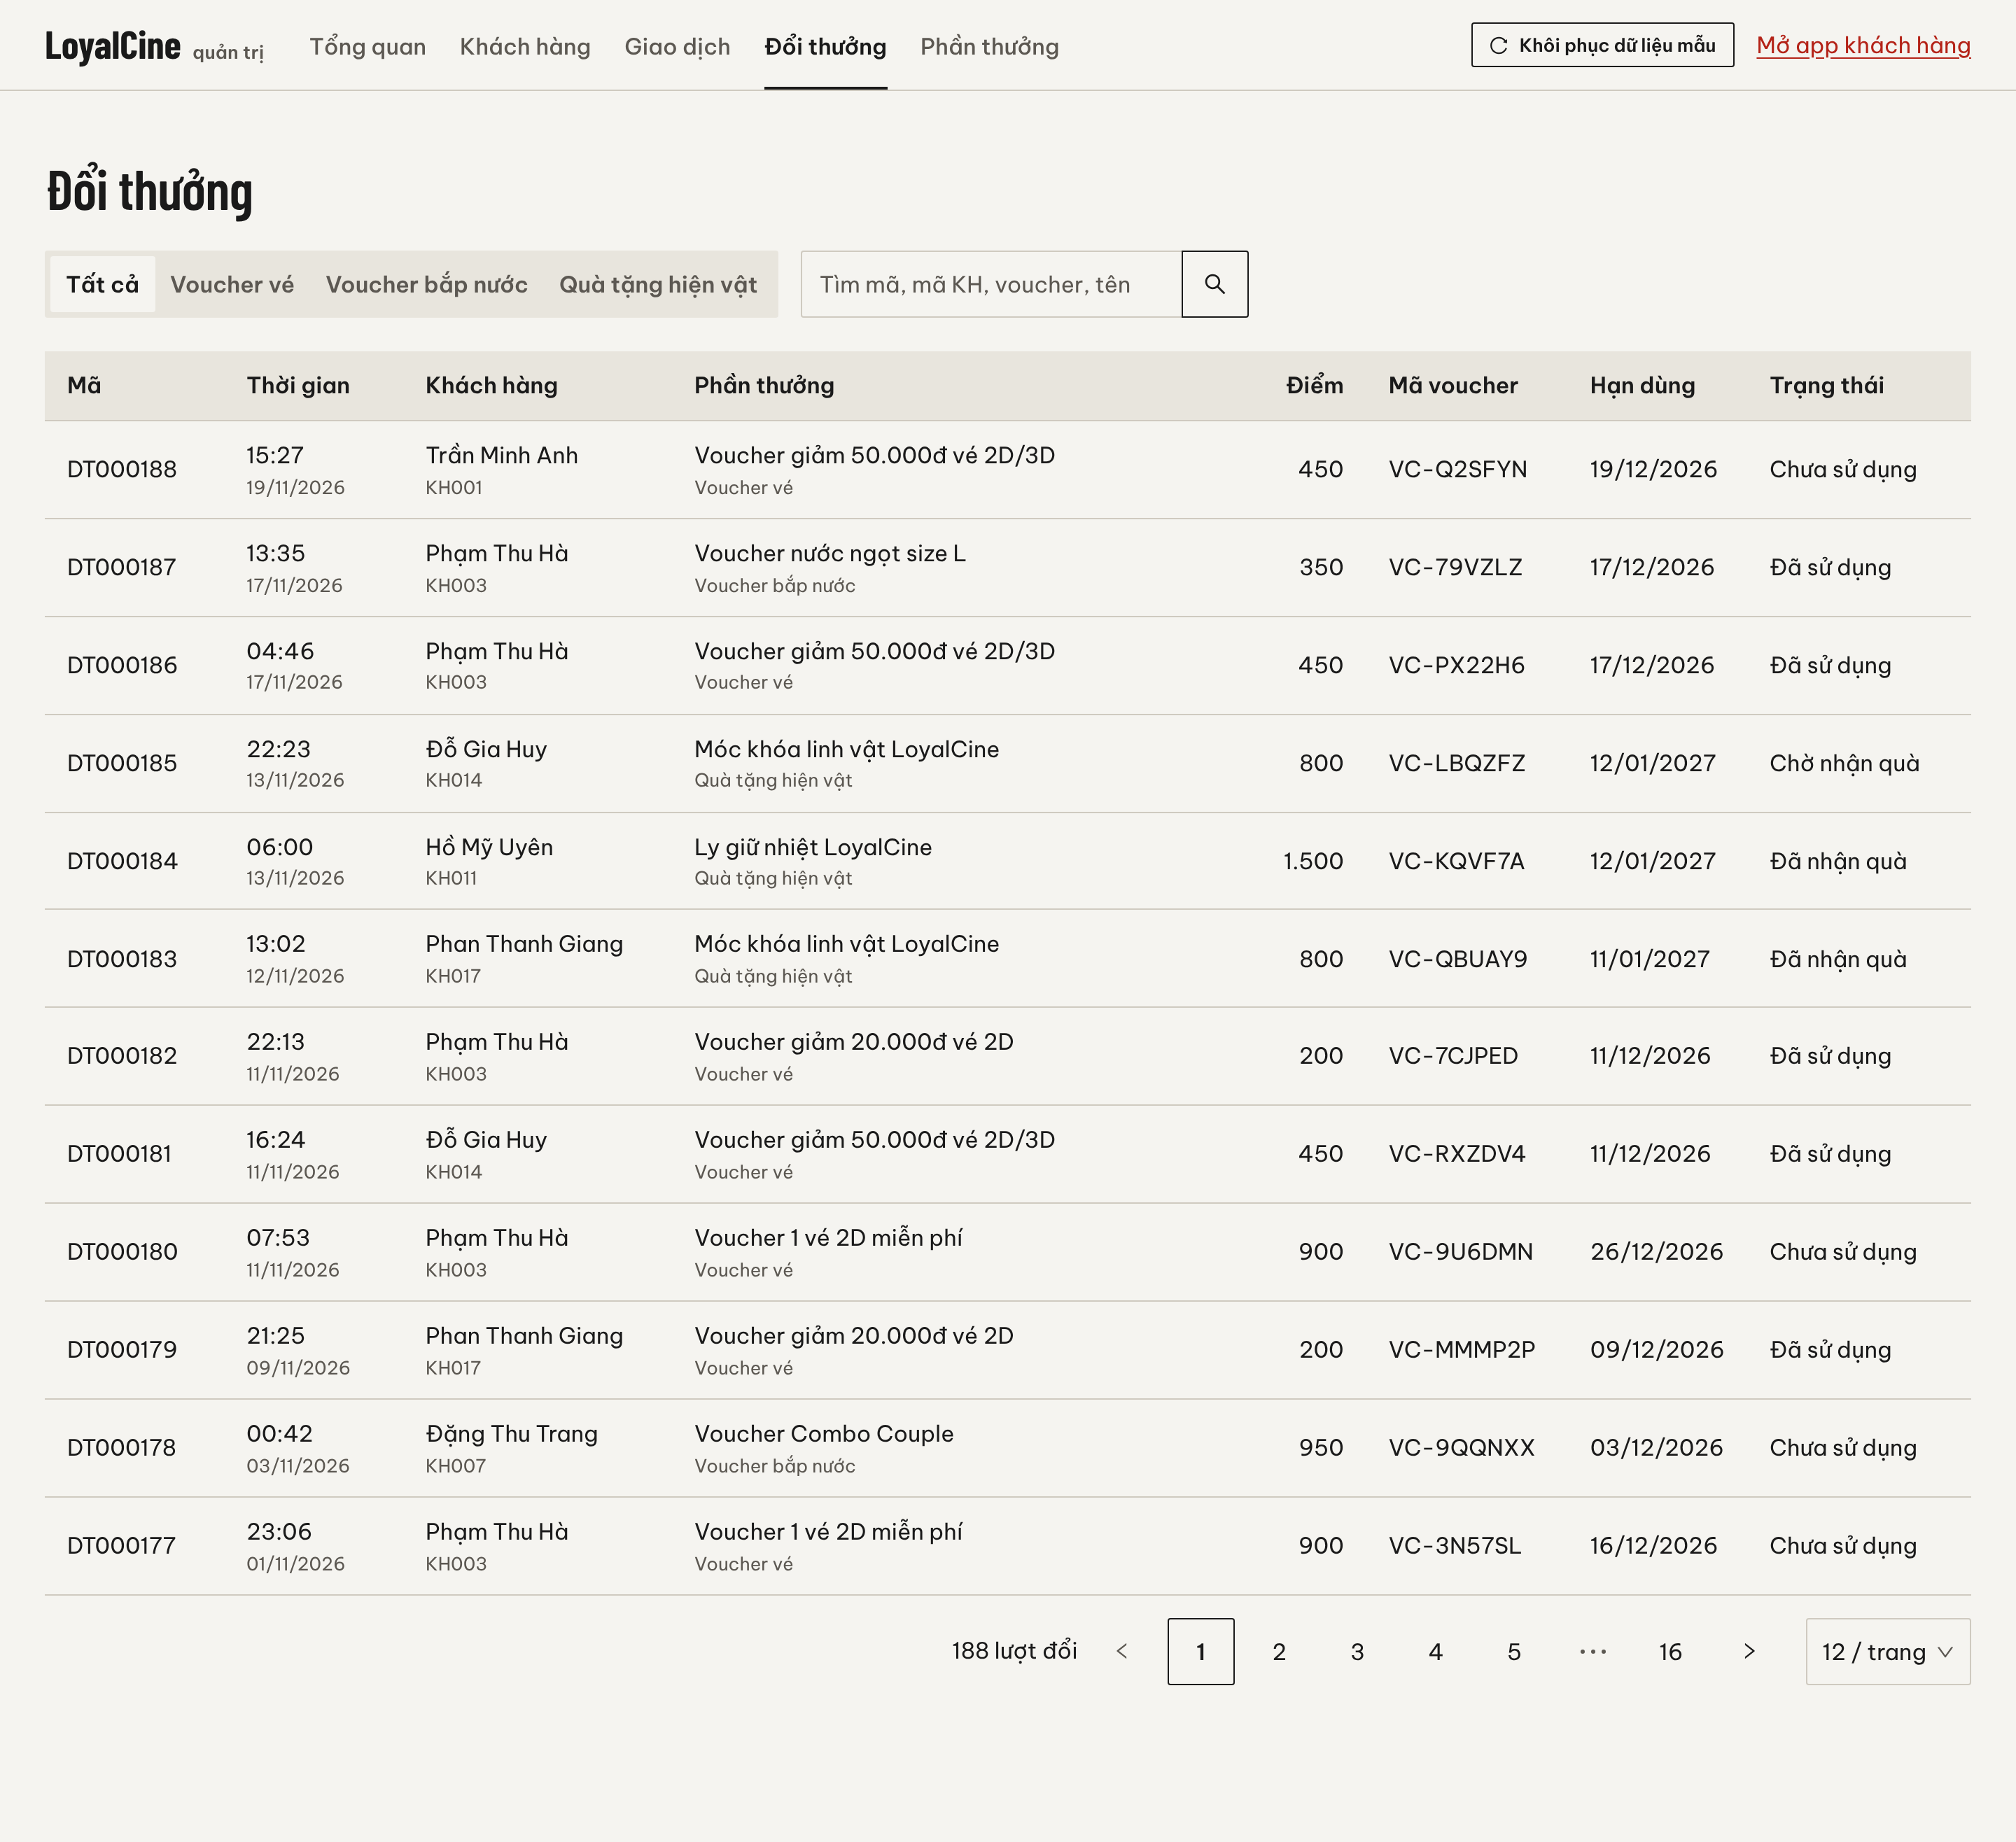 LoyalCine quản trị Tổng quan Khách hàng Giao dịch Đổi thưởng Phần thưởng Khôi phục dữ liệu mẫu Mở app khách hàng
Đổi thưởng
Tất cả Voucher vé Voucher bắp nước Quà tặng hiện vật Tìm mã, mã KH, voucher, tên
Mã Thời gian Khách hàng Phần thưởng Điểm Mã voucher Hạn dùng Trạng thái
DT000188 15:27 Trần Minh Anh Voucher giảm 50.000đ vé 2D/3D 450 VC-Q2SFYN 19/12/2026 Chưa sử dụng
19/11/2026 KH001 Voucher vé
DT000187 13:35 Phạm Thu Hà Voucher nước ngọt size L 350 VC-79VZLZ 17/12/2026 Đã sử dụng
17/11/2026 KH003 Voucher bắp nước
DT000186 04:46 Phạm Thu Hà Voucher giảm 50.000đ vé 2D/3D 450 VC-PX22H6 17/12/2026 Đã sử dụng
17/11/2026 KH003 Voucher vé
DT000185 22:23 Đỗ Gia Huy Móc khóa linh vật LoyalCine 800 VC-LBQZFZ 12/01/2027 Chờ nhận quà
13/11/2026 KH014 Quà tặng hiện vật
DT000184 06:00 Hồ Mỹ Uyên Ly giữ nhiệt LoyalCine 1.500 VC-KQVF7A 12/01/2027 Đã nhận quà
13/11/2026 KH011 Quà tặng hiện vật
DT000183 13:02 Phan Thanh Giang Móc khóa linh vật LoyalCine 800 VC-QBUAY9 11/01/2027 Đã nhận quà
12/11/2026 KH017 Quà tặng hiện vật
DT000182 22:13 Phạm Thu Hà Voucher giảm 20.000đ vé 2D 200 VC-7CJPED 11/12/2026 Đã sử dụng
11/11/2026 KH003 Voucher vé
DT000181 16:24 Đỗ Gia Huy Voucher giảm 50.000đ vé 2D/3D 450 VC-RXZDV4 11/12/2026 Đã sử dụng
11/11/2026 KH014 Voucher vé
DT000180 07:53 Phạm Thu Hà Voucher 1 vé 2D miễn phí 900 VC-9U6DMN 26/12/2026 Chưa sử dụng
11/11/2026 KH003 Voucher vé
DT000179 21:25 Phan Thanh Giang Voucher giảm 20.000đ vé 2D 200 VC-MMMP2P 09/12/2026 Đã sử dụng
09/11/2026 KH017 Voucher vé
DT000178 00:42 Đặng Thu Trang Voucher Combo Couple 950 VC-9QQNXX 03/12/2026 Chưa sử dụng
03/11/2026 KH007 Voucher bắp nước
DT000177 23:06 Phạm Thu Hà Voucher 1 vé 2D miễn phí 900 VC-3N57SL 16/12/2026 Chưa sử dụng
01/11/2026 KH003 Voucher vé
188 lượt đổi < 1 2 3 4 5 ••• 16 > 12 / trang